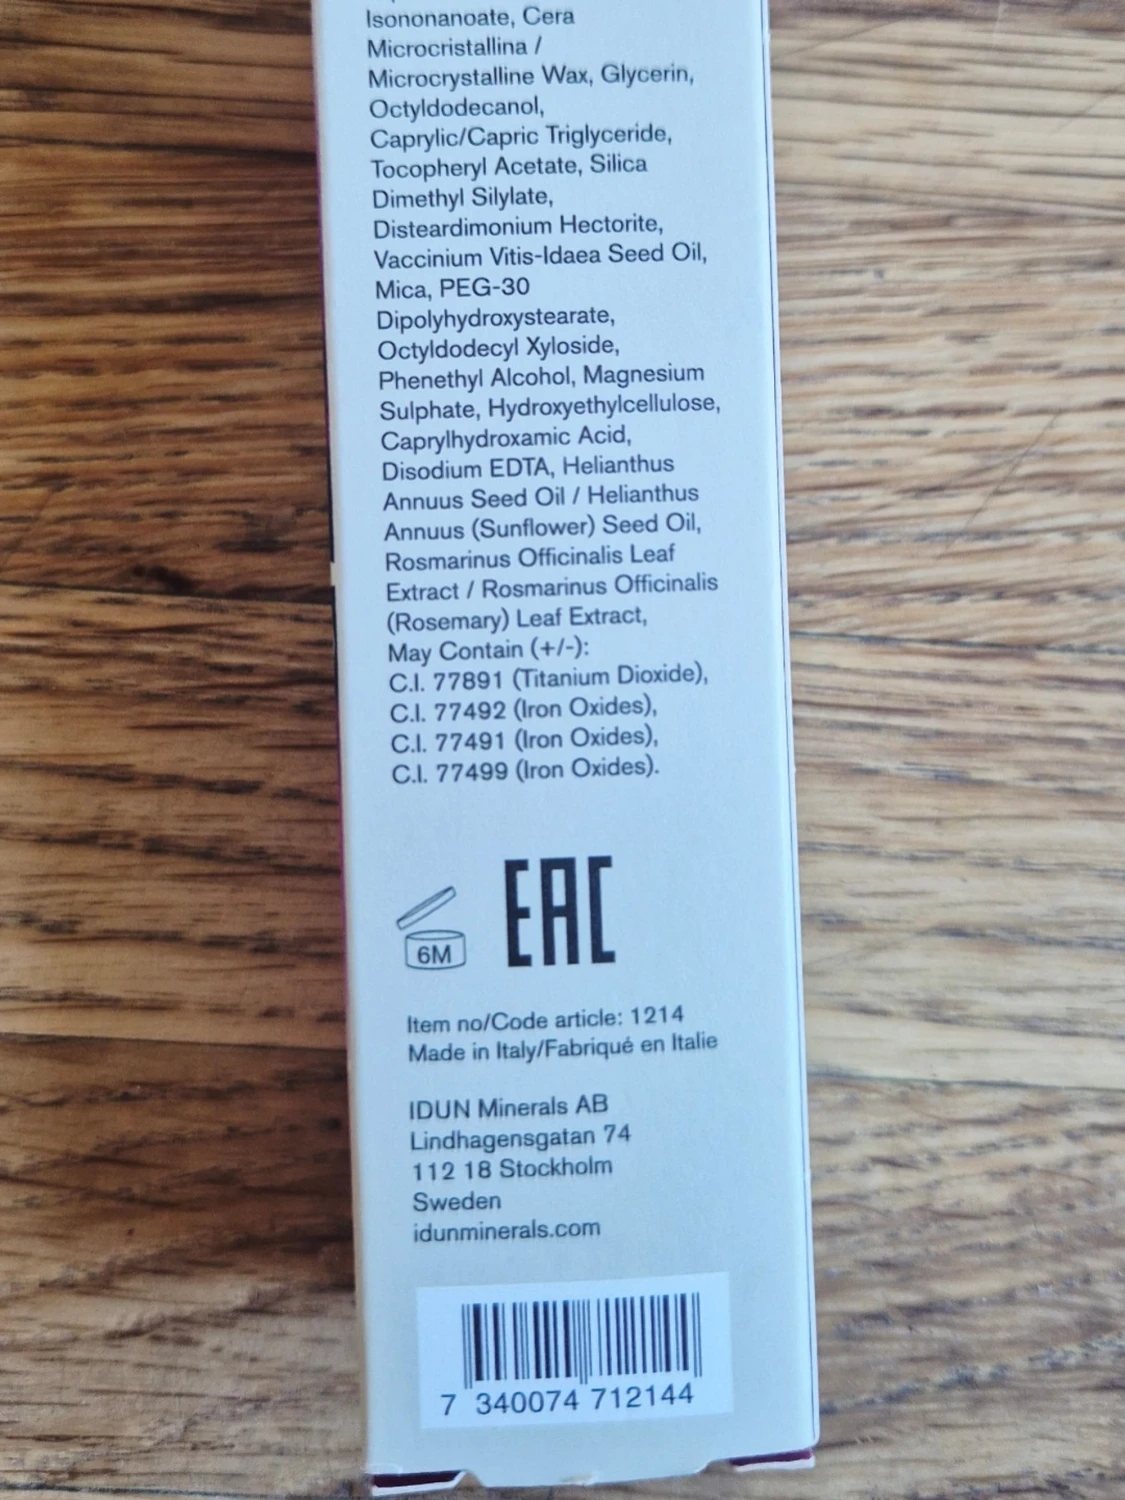 Isononanoate, Cera
Microcristallina /
Microcrystalline Wax, Glycerin,
Octyldodecanol,
Caprylic/Capric Triglyceride,
Tocopheryl Acetate, Silica
Dimethyl Silylate,
Disteardimonium Hectorite,
Vaccinium Vitis-Idaea Seed Oil,
Mica, PEG-30
Dipolyhydroxystearate,
Octyldodecyl Xyloside,
Phenethyl Alcohol, Magnesium
Sulphate, Hydroxyethylcellulose,
Caprylhydroxamic Acid,
Disodium EDTA, Helianthus
Annuus Seed Oil / Helianthus
Annuus (Sunflower) Seed Oil,
Rosmarinus Officinalis Leaf
Extract / Rosmarinus Officinalis
(Rosemary) Leaf Extract,
May Contain (+/-):
C.I. 77891 (Titanium Dioxide),
C.I. 77492 (Iron Oxides),
C.I. 77491 (Iron Oxides),
C.I. 77499 (Iron Oxides).
6M
EAC
Item no/Code article: 1214
Made in Italy/Fabriqué en Italie
IDUN Minerals AB
Lindhagensgatan 74
112 18 Stockholm
Sweden
idunminerals.com
7 340074 712144